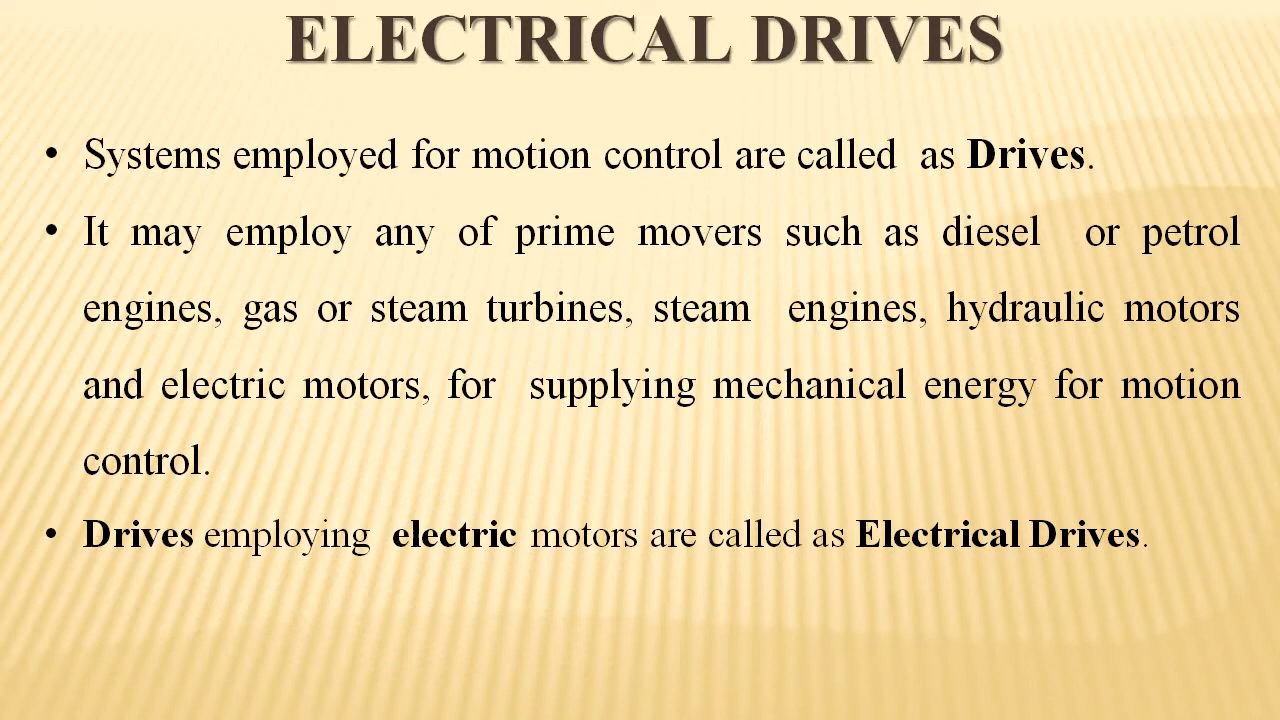 ELECTRICAL DRIVES
• Systems employed for motion control are called as Drives.
• It may employ any of prime movers such as diesel or petrol
engines, gas or steam turbines, steam engines, hydraulic motors
and electric motors, for supplying mechanical energy for motion
control.
• Drives employing electric motors are called as Electrical Drives.